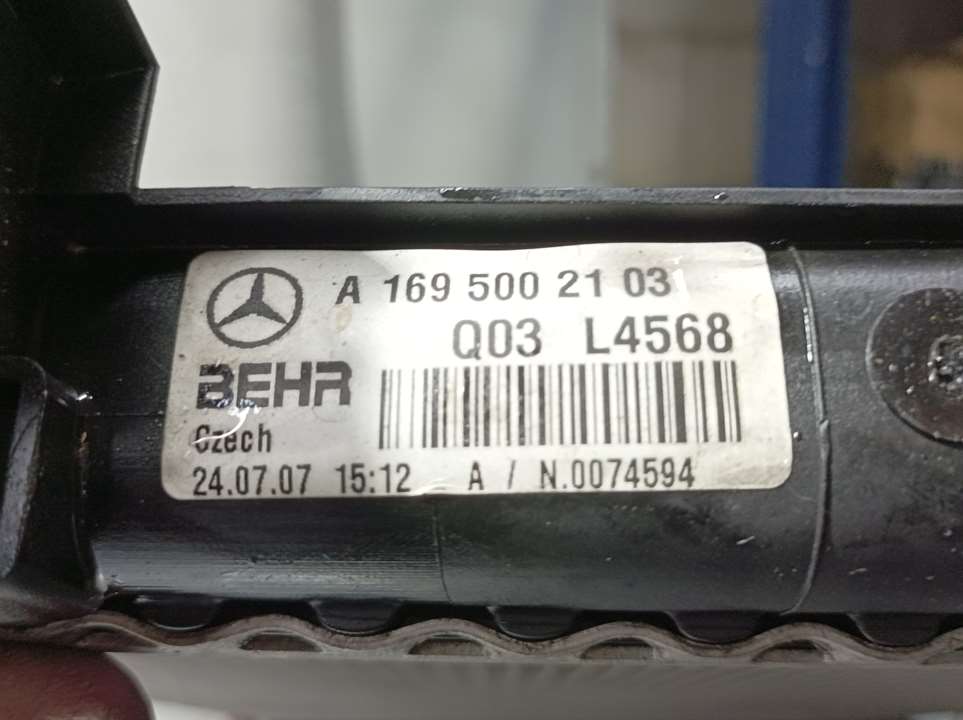 A 169 500 21 03
Q03 L4568
BEHR
Czech
24.07.07 15:12 A / N.0074594